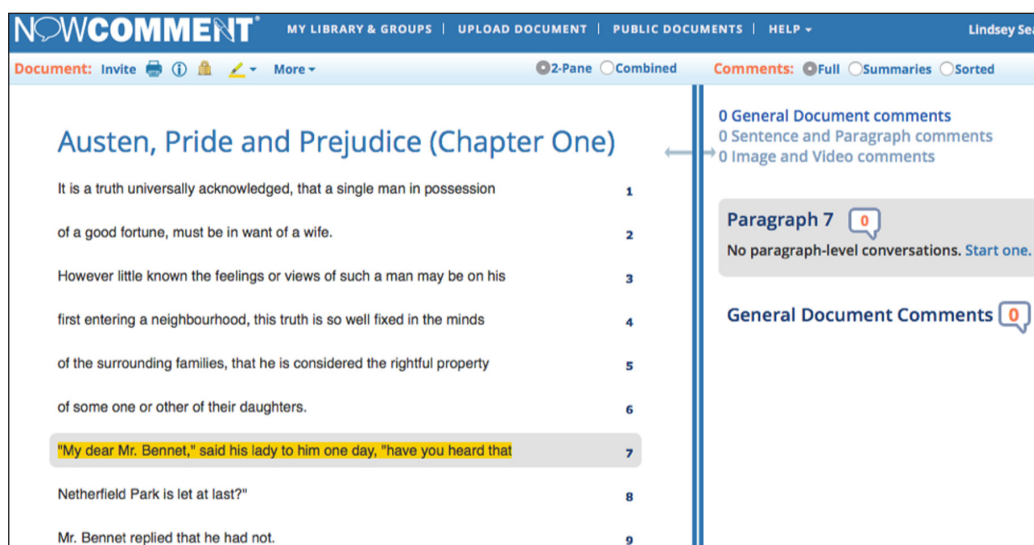 NOWCOMMENT® MY LIBRARY & GROUPS | UPLOAD DOCUMENT | PUBLIC DOCUMENTS | HELP Lindsey Sea
Document: Invite More 2-Pane Combined Comments: Full Summaries Sorted
Austen, Pride and Prejudice (Chapter One)
It is a truth universally acknowledged, that a single man in possession 1
of a good fortune, must be in want of a wife. 2
However little known the feelings or views of such a man may be on his 3
first entering a neighbourhood, this truth is so well fixed in the minds 4
of the surrounding families, that he is considered the rightful property 5
of some one or other of their daughters. 6
"My dear Mr. Bennet," said his lady to him one day, "have you heard that 7
Netherfield Park is let at last?" 8
Mr. Bennet replied that he had not. 9
0 General Document comments
0 Sentence and Paragraph comments
0 Image and Video comments
Paragraph 7 0
No paragraph-level conversations. Start one.
General Document Comments 0